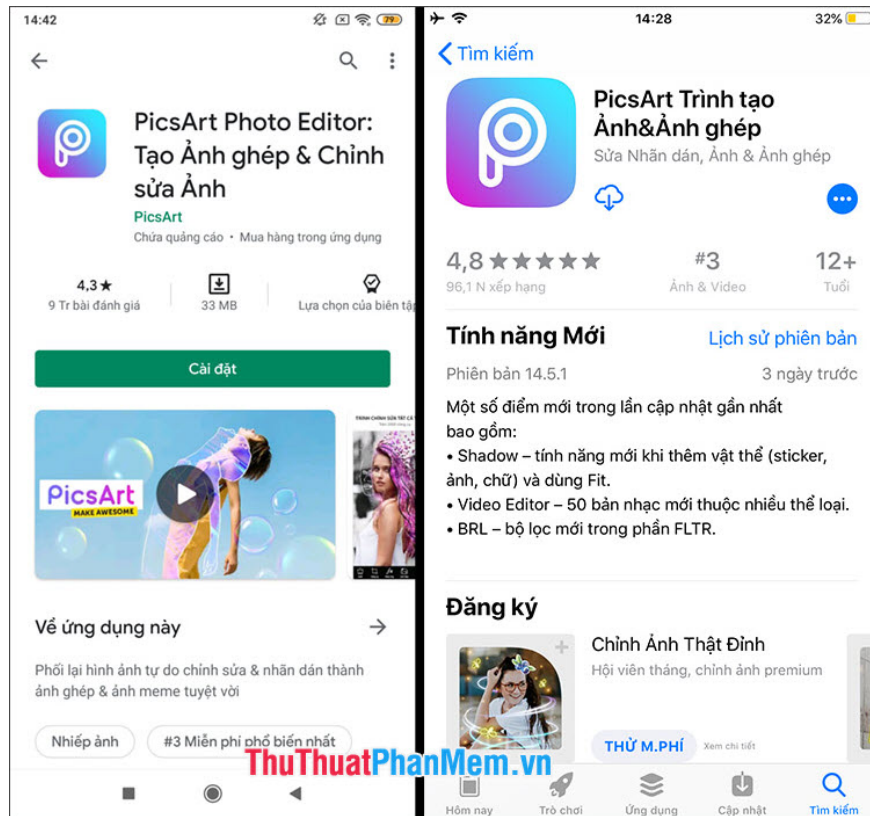 14:42
79
PicsArt Photo Editor:
Tạo Ảnh ghép & Chỉnh
sửa Ảnh
PicsArt
Chứa quảng cáo • Mua hàng trong ứng dụng
4,3★
9 Tr bài đánh giá
33 MB
Lựa chọn của biên tập
Cài đặt
PicsArt
MAKE AWESOME
TRÌNH CHỈNH SỬA TẤT CẢ
Về ứng dụng này
Phối lại hình ảnh tự do chỉnh sửa & nhãn dán thành
ảnh ghép & ảnh meme tuyệt vời
Nhiếp ảnh
#3 Miễn phí phổ biến nhất
14:28
32%
Tìm kiếm
PicsArt Trình tạo
Ảnh&Ảnh ghép
Sửa Nhãn dán, Ảnh & Ảnh ghép
4,8★★★★★
96,1 N xếp hạng
#3
Ảnh & Video
12+
Tuổi
Tính năng Mới
Lịch sử phiên bản
Phiên bản 14.5.1
3 ngày trước
Một số điểm mới trong lần cập nhật gần nhất
bao gồm:
• Shadow – tính năng mới khi thêm vật thể (sticker,
ảnh, chữ) và dùng Fit.
• Video Editor – 50 bản nhạc mới thuộc nhiều thể loại.
• BRL – bộ lọc mới trong phần FLTR.
Đăng ký
Chỉnh Ảnh Thật Đỉnh
Hội viên tháng, chỉnh ảnh premium
THỬ M.PHÍ
Xem chi tiết
Hôm nay
Trò chơi
Ứng dụng
Cập nhật
Tìm kiếm
ThuThuatPhanMem.vn